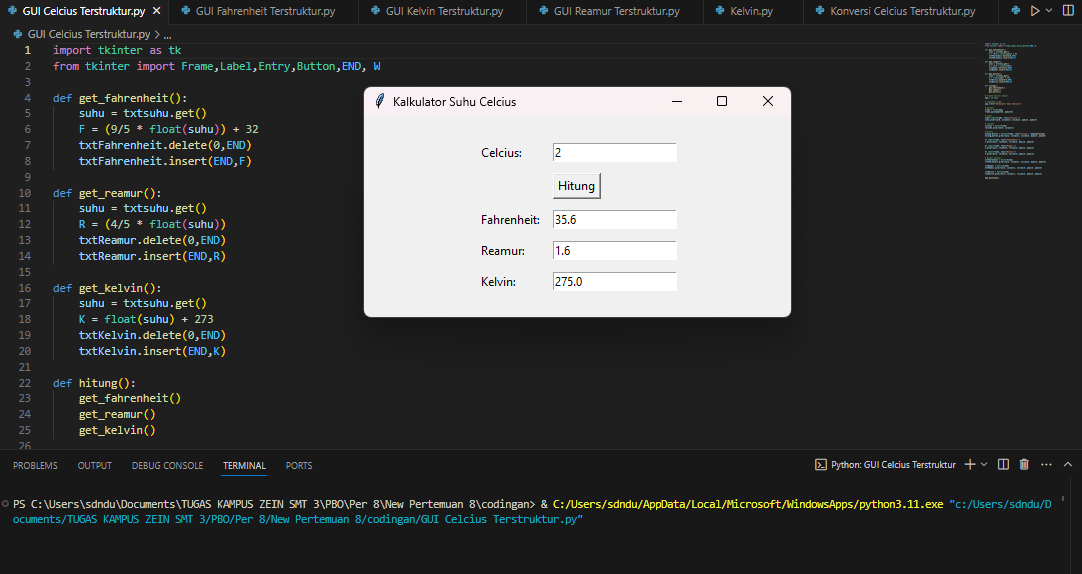 GUI Celcius Terstruktur.py
GUI Fahrenheit Terstruktur.py
GUI Kelvin Terstruktur.py
GUI Reamur Terstruktur.py
Kelvin.py
Konversi Celcius Terstruktur.py
GUI Celcius Terstruktur.py > ...
1 import tkinter as tk
2 from tkinter import Frame,Label,Entry,Button,END, W
3
4 def get_fahrenheit():
5 suhu = txtsuhu.get()
6 F = (9/5 * float(suhu)) + 32
7 txtFahrenheit.delete(0,END)
8 txtFahrenheit.insert(END,F)
9
10 def get_reamur():
11 suhu = txtsuhu.get()
12 R = (4/5 * float(suhu))
13 txtReamur.delete(0,END)
14 txtReamur.insert(END,R)
15
16 def get_kelvin():
17 suhu = txtsuhu.get()
18 K = float(suhu) + 273
19 txtKelvin.delete(0,END)
20 txtKelvin.insert(END,K)
21
22 def hitung():
23 get_fahrenheit()
24 get_reamur()
25 get_kelvin()
26
Kalkulator Suhu Celcius
Celcius: 2
Hitung
Fahrenheit: 35.6
Reamur: 1.6
Kelvin: 275.0
PROBLEMS OUTPUT DEBUG CONSOLE TERMINAL PORTS
Python: GUI Celcius Terstruktur
PS C:\Users\sdndu\Documents\TUGAS KAMPUS ZEIN SMT 3\PBO\Per 8\New Pertemuan 8\codingan> & C:/Users/sdndu/AppData/Local/Microsoft/WindowsApps/python3.11.exe "c:/Users/sdndu/D
ocuments/TUGAS KAMPUS ZEIN SMT 3/PBO/Per 8/New Pertemuan 8/codingan/GUI Celcius Terstruktur.py"